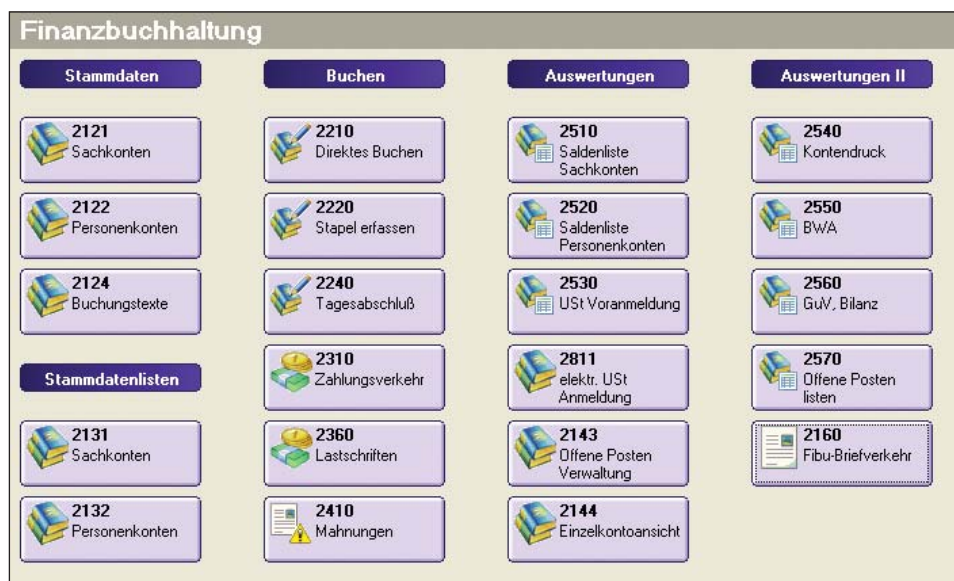 Finanzbuchhaltung
Stammdaten
2121
Sachkonten
2122
Personenkonten
2124
Buchungstexte
Stammdatenlisten
2131
Sachkonten
2132
Personenkonten
Buchen
2210
Direktes Buchen
2220
Stapel erfassen
2240
Tagesabschluß
2310
Zahlungsverkehr
2360
Lastschriften
2410
Mahnungen
Auswertungen
2510
Saldenliste
Sachkonten
2520
Saldenliste
Personenkonten
2530
USt Voranmeldung
2811
elektr. USt
Anmeldung
2143
Offene Posten
Verwaltung
2144
Einzelkontoansicht
Auswertungen II
2540
Kontendruck
2550
BWA
2560
GuV, Bilanz
2570
Offene Posten
listen
2160
Fibu-Briefverkehr